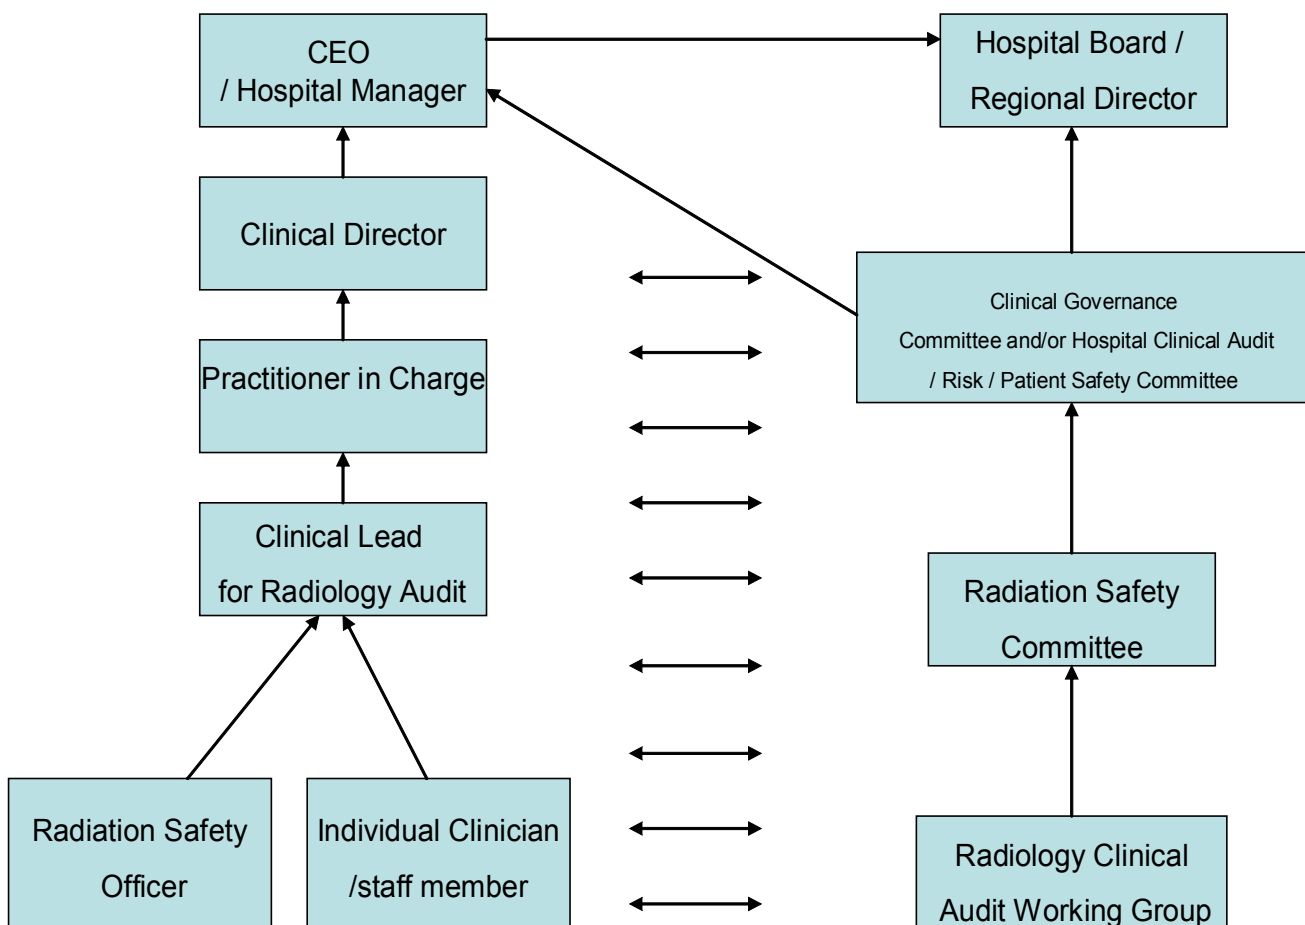 CEO
/ Hospital Manager
Hospital Board /
Regional Director
Clinical Director
Clinical Governance
Committee and/or Hospital Clinical Audit
/ Risk / Patient Safety Committee
Practitioner in Charge
Clinical Lead
for Radiology Audit
Radiation Safety
Committee
Radiation Safety
Officer
Individual Clinician
/staff member
Radiology Clinical
Audit Working Group